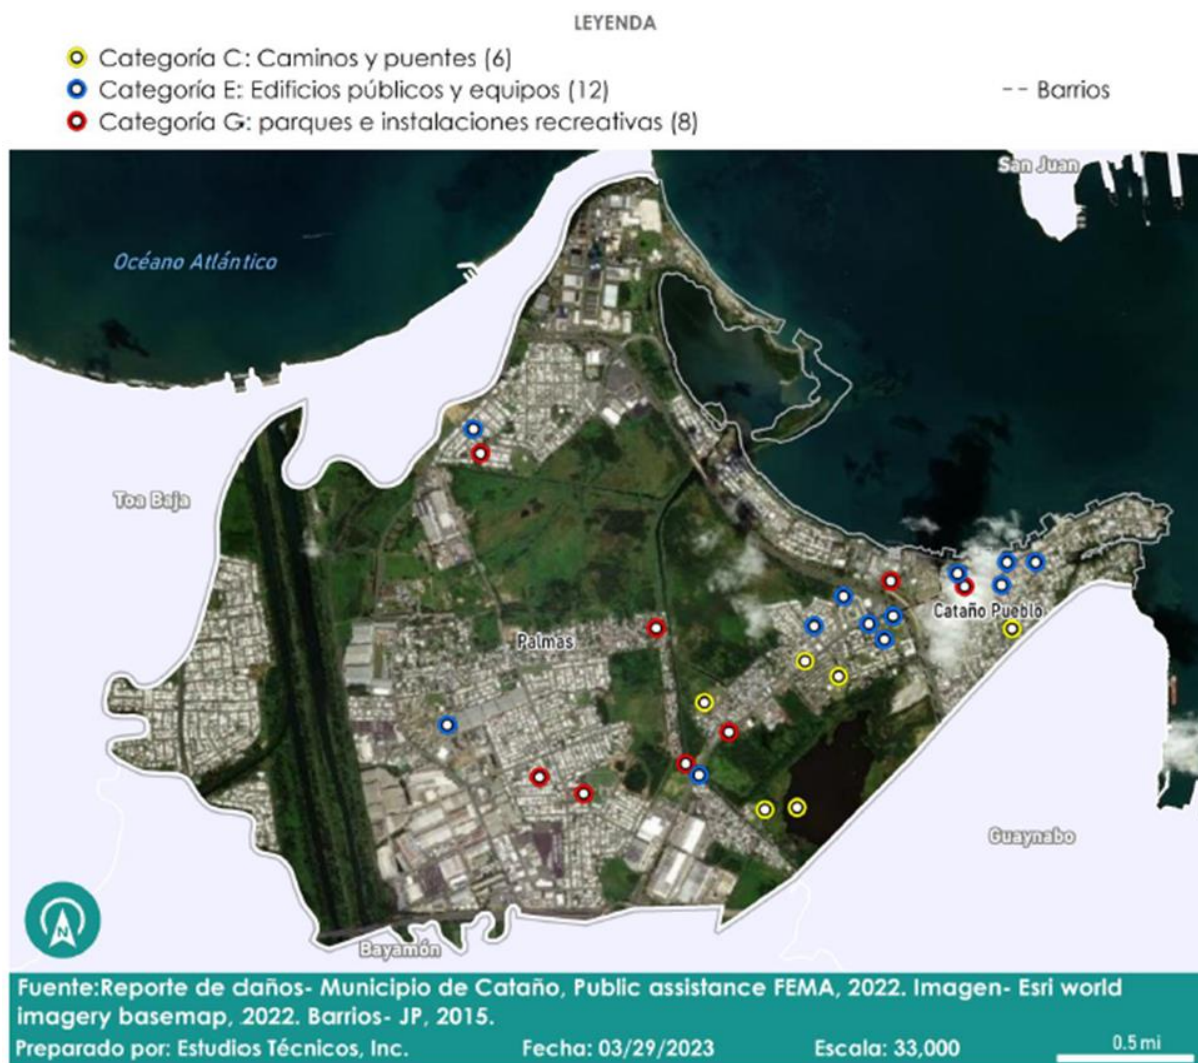 LEYENDA
Categoría C: Caminos y puentes (6)
Categoría E: Edificios públicos y equipos (12)
-- Barrios
Categoría G: parques e instalaciones recreativas (8)
San Juan
Océano Atlántico
Toa Baja
Cataño Pueblo
Palmas
Guaynabo
N
Bayamón
Fuente:Reporte de daños- Municipio de Cataño, Public assistance FEMA, 2022. Imagen- Esri world
imagery basemap, 2022. Barrios- JP, 2015.
Preparado por: Estudios Técnicos, Inc. Fecha: 03/29/2023 Escala: 33,000 0.5 mi